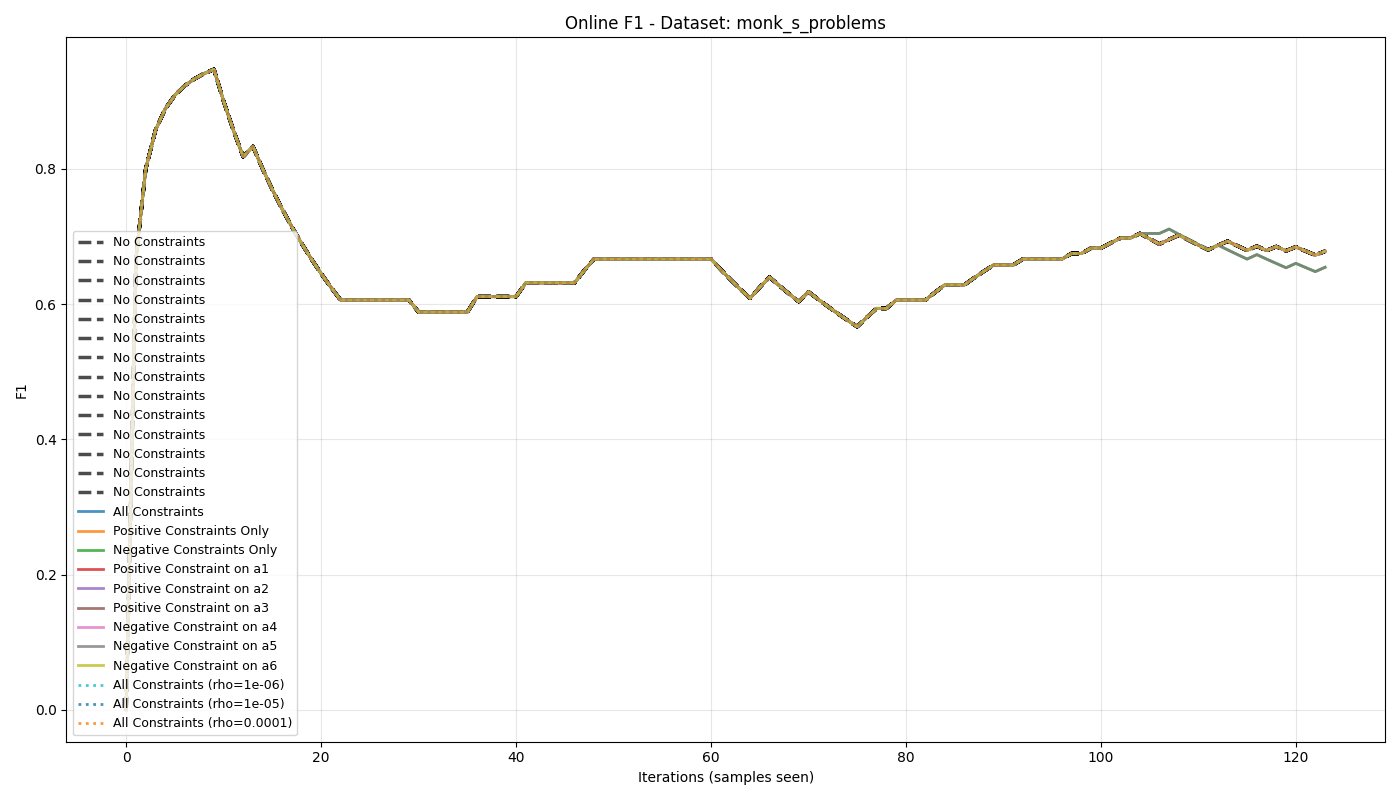 Online F1 - Dataset: monk_s_problems
F1
0.8
0.6
0.4
0.2
0.0
No Constraints
No Constraints
No Constraints
No Constraints
No Constraints
No Constraints
No Constraints
No Constraints
No Constraints
No Constraints
No Constraints
No Constraints
No Constraints
No Constraints
All Constraints
Positive Constraints Only
Negative Constraints Only
Positive Constraint on a1
Positive Constraint on a2
Positive Constraint on a3
Negative Constraint on a4
Negative Constraint on a5
Negative Constraint on a6
All Constraints (rho=1e-06)
All Constraints (rho=1e-05)
All Constraints (rho=0.0001)
0 20 40 60 80 100 120
Iterations (samples seen)